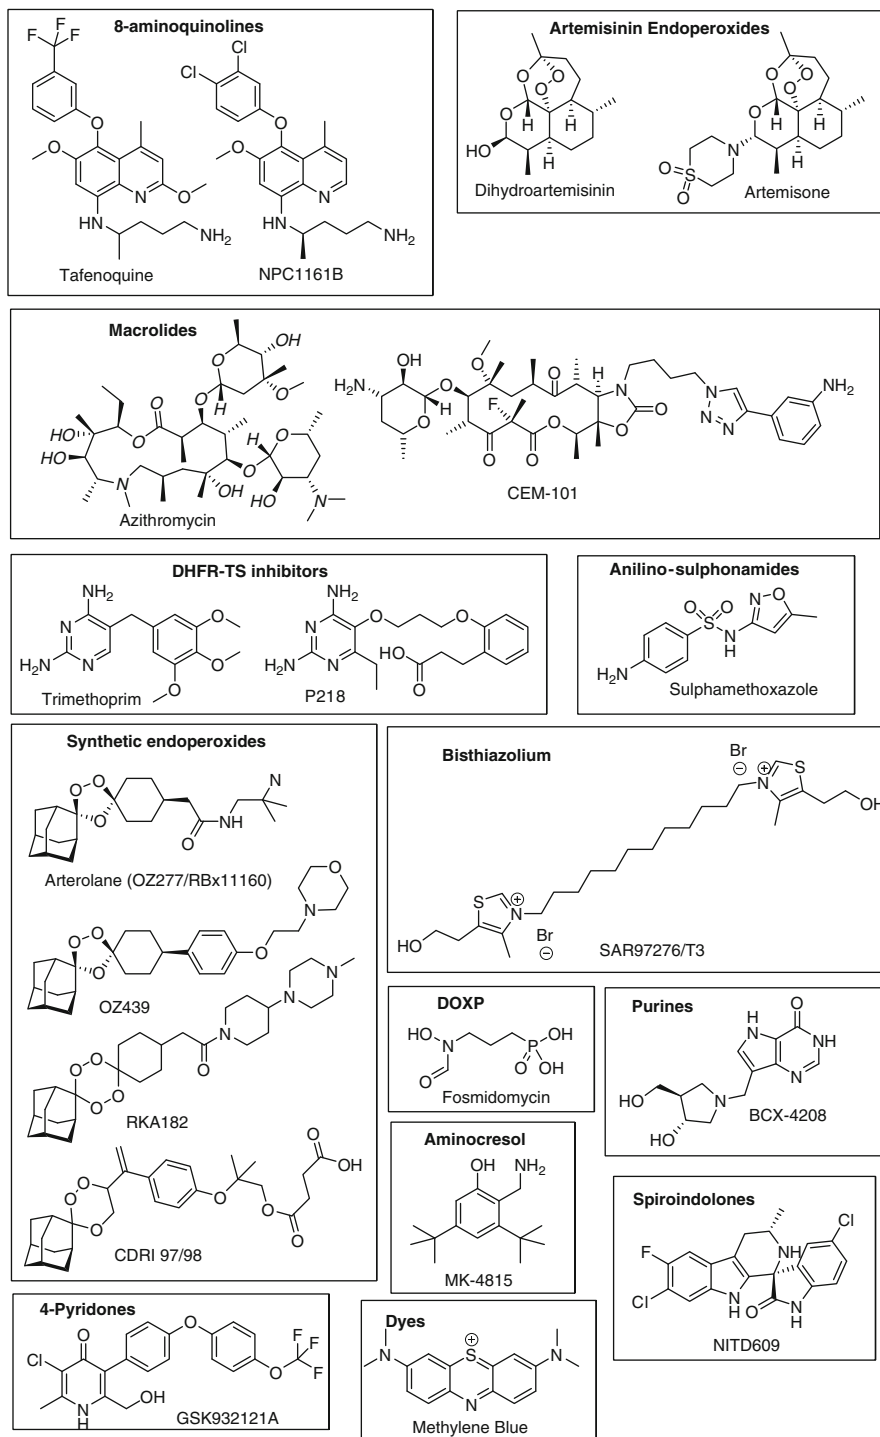 8-aminoquinolines
Tafenoquine
NPC1161B
Artemisinin Endoperoxides
Dihydroartemisinin
Artemisone
Macrolides
Azithromycin
CEM-101
DHFR-TS inhibitors
Trimethoprim
P218
Anilino-sulphonamides
Sulphamethoxazole
Synthetic endoperoxides
Arterolane (OZ277/RBx11160)
OZ439
RKA182
CDRI 97/98
Bisthiazolium
SAR97276/T3
DOXP
Fosmidomycin
Purines
BCX-4208
Aminocresol
MK-4815
Spiroindolones
NITD609
4-Pyridones
GSK932121A
Dyes
Methylene Blue